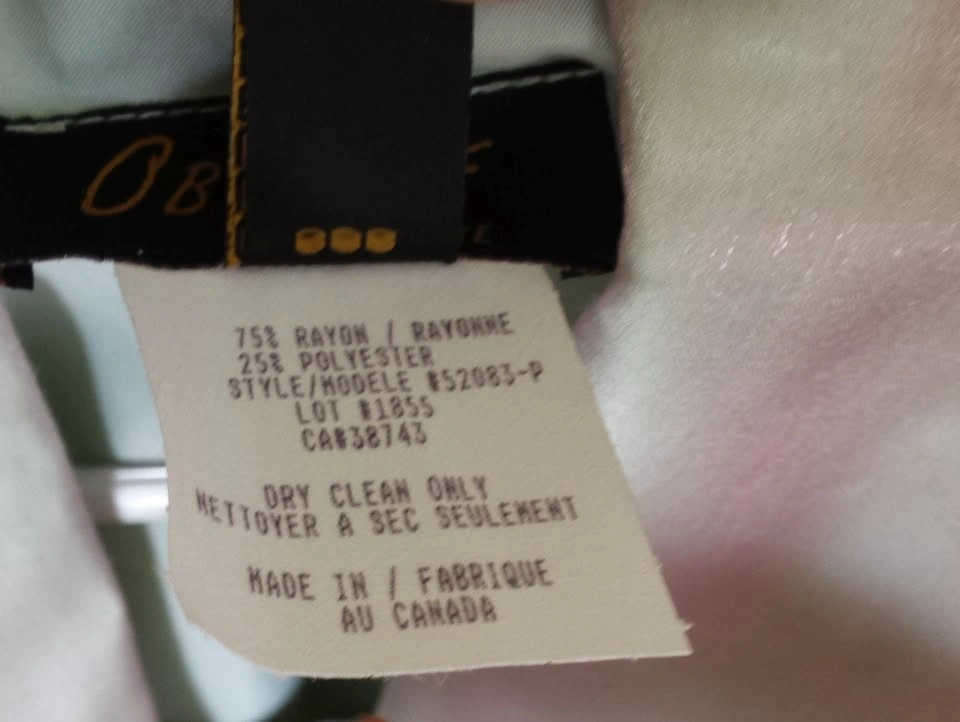 75% RAYON / RAYONNE
25% POLYESTER
STYLE/MODELE #52083-P
LOT #1855
CA#38743
DRY CLEAN ONLY
NETTOYER A SEC SEULEMENT
MADE IN / FABRIQUE
AU CANADA